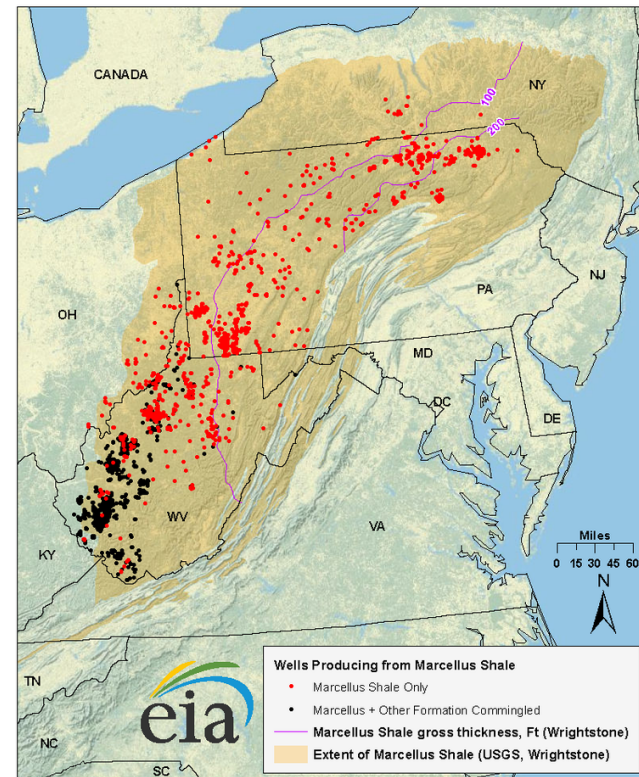 CANADA
NY
100
200
OH
PA
NJ
MD
DC
DE
WV
VA
KY
Miles
0 15 30 45 60
N
TN
NC
SC
eia
Wells Producing from Marcellus Shale
Marcellus Shale Only
Marcellus + Other Formation Commingled
Marcellus Shale gross thickness, Ft (Wrightstone)
Extent of Marcellus Shale (USGS, Wrightstone)